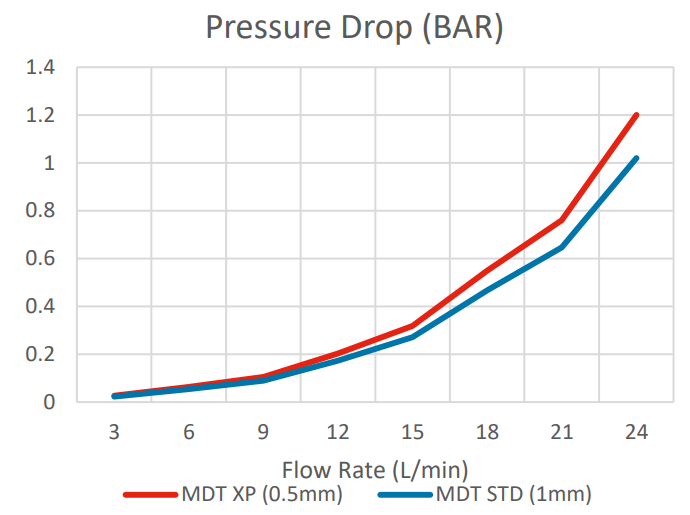 Pressure Drop (BAR)
1.4
1.2
1
0.8
0.6
0.4
0.2
0
3 6 9 12 15 18 21 24
Flow Rate (L/min)
MDT XP (0.5mm) MDT STD (1mm)